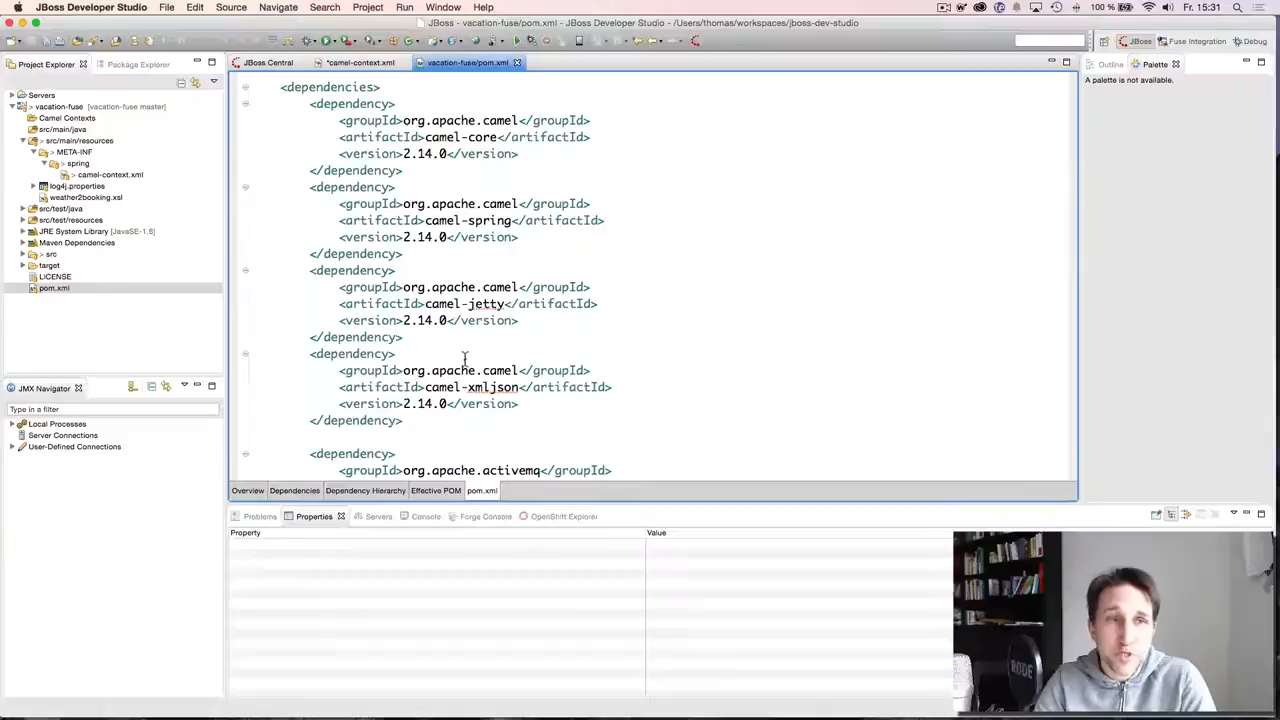 JBoss Developer Studio File Edit Source Navigate Search Project Run Window Help 100 % Fr. 15:31
JBoss - vacation-fuse/pom.xml - JBoss Developer Studio - /Users/thomas/workspaces/jboss-dev-studio
JBoss Fuse Integration Debug
Project Explorer Package Explorer
Servers
> vacation-fuse [vacation-fuse master]
Camel Contexts
src/main/java
> src/main/resources
> META-INF
> spring
> camel-context.xml
log4j.properties
weather2booking.xsl
src/test/java
src/test/resources
JRE System Library [JavaSE-1.6]
Maven Dependencies
> src
target
LICENSE
pom.xml
JMX Navigator
Type in a filter
Local Processes
Server Connections
User-Defined Connections
JBoss Central *camel-context.xml vacation-fuse/pom.xml
<dependencies>
<dependency>
<groupId>org.apache.camel</groupId>
<artifactId>camel-core</artifactId>
<version>2.14.0</version>
</dependency>
<dependency>
<groupId>org.apache.camel</groupId>
<artifactId>camel-spring</artifactId>
<version>2.14.0</version>
</dependency>
<dependency>
<groupId>org.apache.camel</groupId>
<artifactId>camel-jetty</artifactId>
<version>2.14.0</version>
</dependency>
<dependency>
<groupId>org.apache.camel</groupId>
<artifactId>camel-xmljson</artifactId>
<version>2.14.0</version>
</dependency>
<dependency>
<groupId>org.apache.activemq</groupId>
Overview Dependencies Dependency Hierarchy Effective POM pom.xml
Outline Palette
A palette is not available.
Problems Properties Servers Console Forge Console OpenShift Explorer
Property Value
RØDE